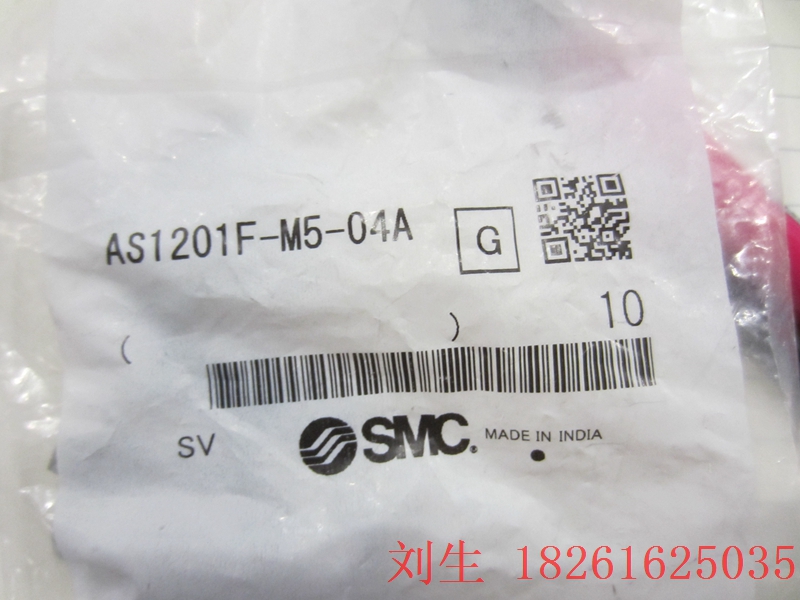 AS1201F-M5-04A G
( ) 10
SV SMC. MADE IN INDIA
刘生 18261625035